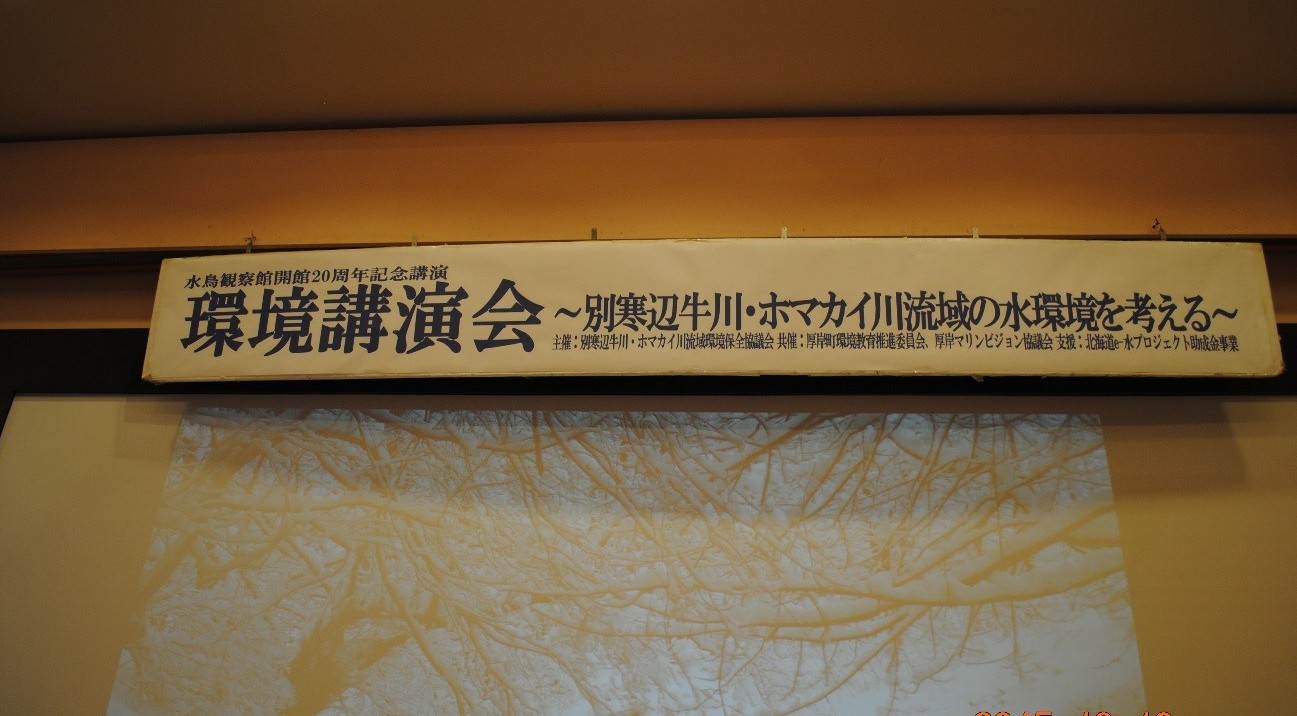 水鳥観察館開館20周年記念講演
環境講演会 ～別寒辺牛川・ホマカイ川流域の水環境を考える～
主催：別寒辺牛川・ホマカイ川流域環境保全協議会 共催：厚岸町環境教育推進委員会、厚岸マリンビジョン協議会 支援：北海道e-水プロジェクト助成金事業